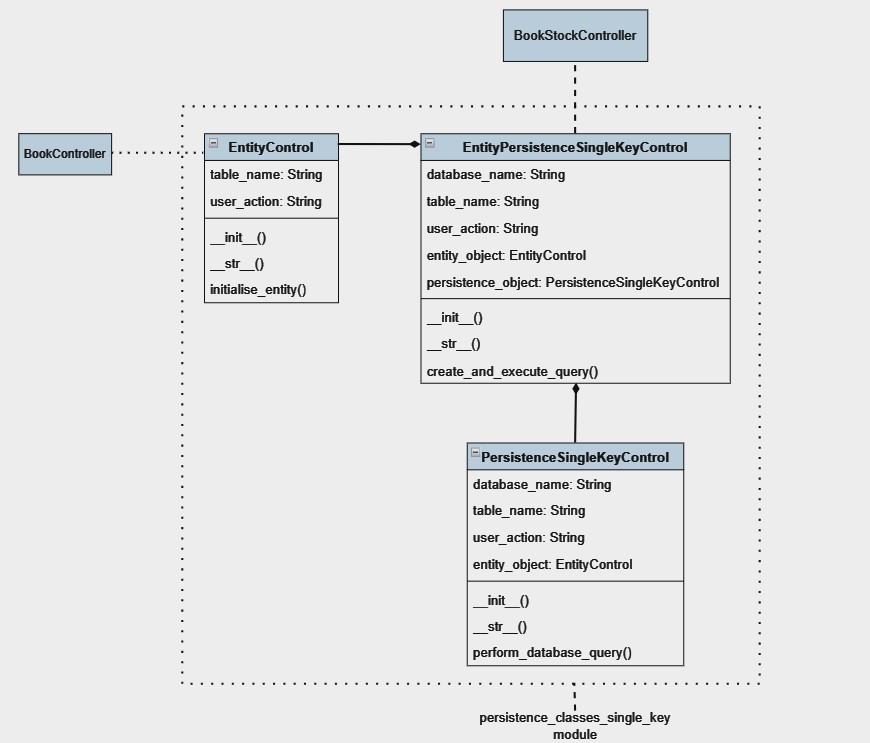 BookStockController
BookController
EntityControl
table_name: String
user_action: String
__init__()
__str__()
initialise_entity()
EntityPersistenceSingleKeyControl
database_name: String
table_name: String
user_action: String
entity_object: EntityControl
persistence_object: PersistenceSingleKeyControl
__init__()
__str__()
create_and_execute_query()
PersistenceSingleKeyControl
database_name: String
table_name: String
user_action: String
entity_object: EntityControl
__init__()
__str__()
perform_database_query()
persistence_classes_single_key
module